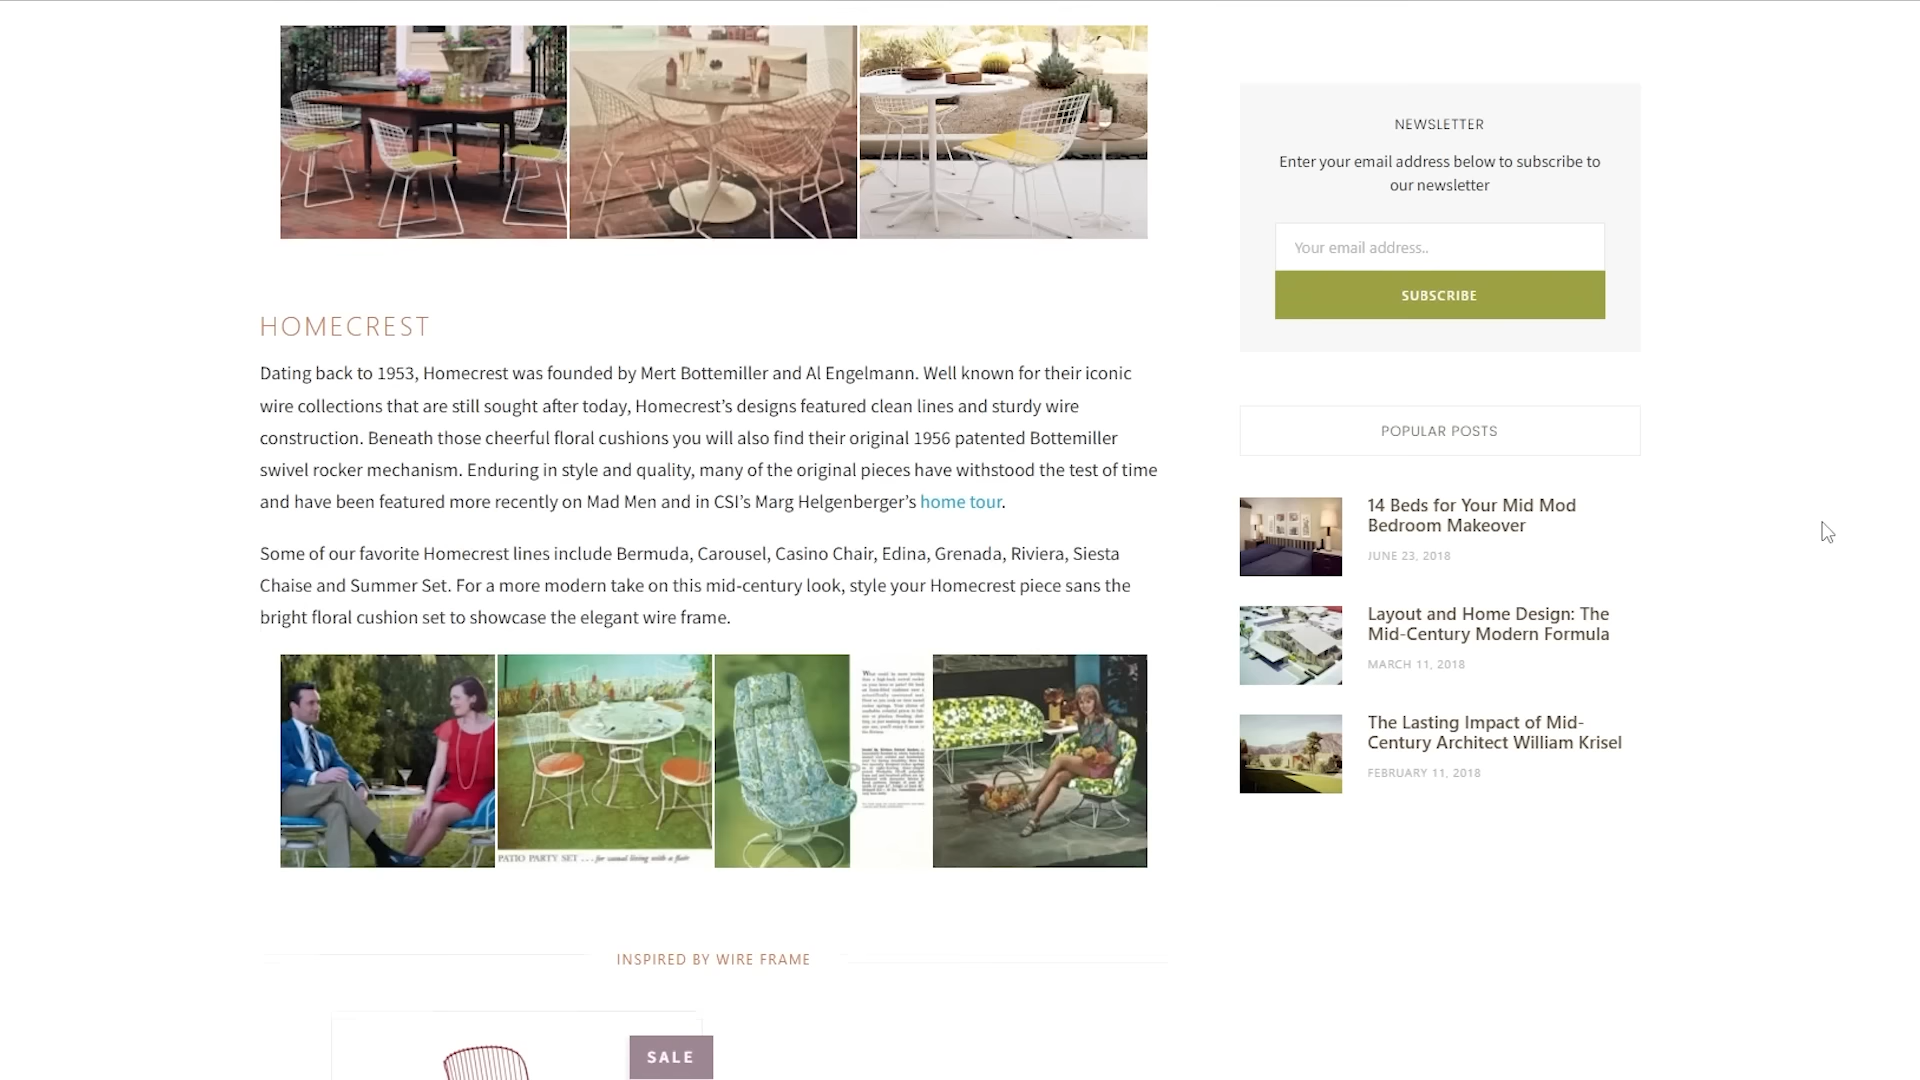 HOMECREST
Dating back to 1953, Homecrest was founded by Mert Bottemiller and Al Engelmann. Well known for their iconic
wire collections that are still sought after today, Homecrest’s designs featured clean lines and sturdy wire
construction. Beneath those cheerful floral cushions you will also find their original 1956 patented Bottemiller
swivel rocker mechanism. Enduring in style and quality, many of the original pieces have withstood the test of time
and have been featured more recently on Mad Men and in CSI’s Marg Helgenberger’s home tour.
Some of our favorite Homecrest lines include Bermuda, Carousel, Casino Chair, Edina, Grenada, Riviera, Siesta
Chaise and Summer Set. For a more modern take on this mid-century look, style your Homecrest piece sans the
bright floral cushion set to showcase the elegant wire frame.
PATIO PARTY SET . . . for casual living with a flair
INSPIRED BY WIRE FRAME
SALE
NEWSLETTER
Enter your email address below to subscribe to
our newsletter
Your email address..
SUBSCRIBE
POPULAR POSTS
14 Beds for Your Mid Mod
Bedroom Makeover
JUNE 23, 2018
Layout and Home Design: The
Mid-Century Modern Formula
MARCH 11, 2018
The Lasting Impact of Mid-
Century Architect William Krisel
FEBRUARY 11, 2018